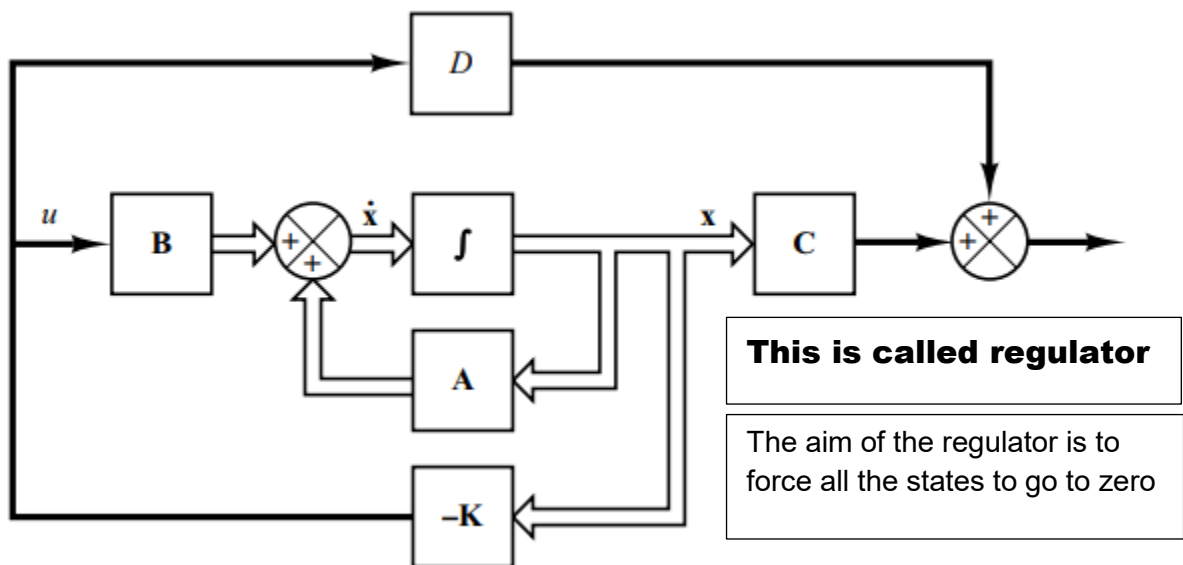 D
u
B
+
+
ẋ
∫
x
C
+
+
A
–K
This is called regulator
The aim of the regulator is to
force all the states to go to zero